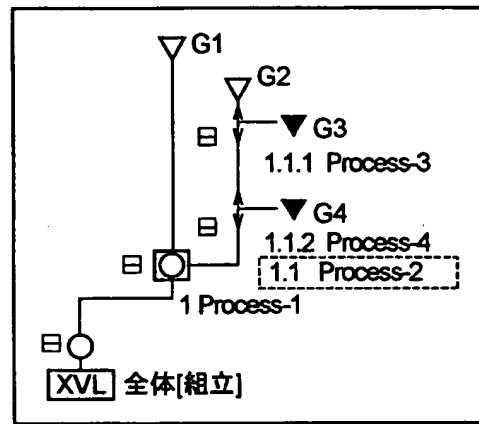 G1
G2
G3
1.1.1 Process-3
G4
1.1.2 Process-4
1.1 Process-2
1 Process-1
XVL 全体[組立]